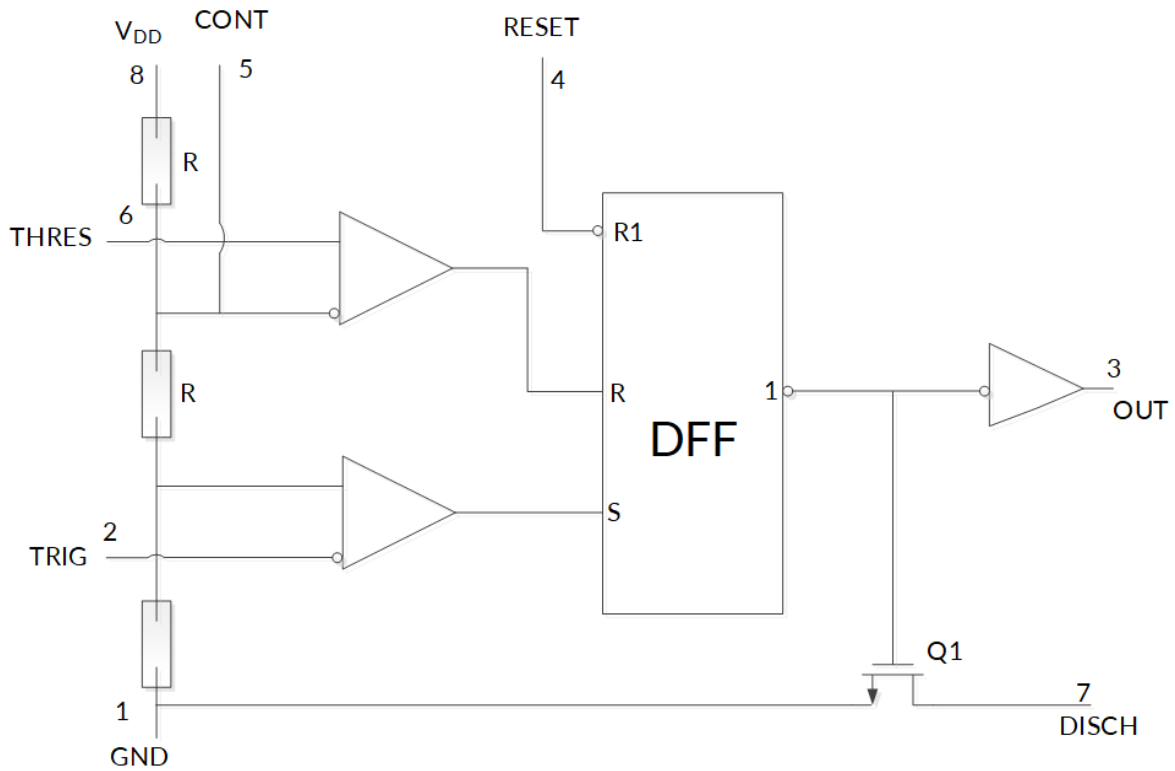 V_DD
CONT
RESET
8
5
4
R
6
THRES
R1
R
R
1
3
OUT
DFF
S
2
TRIG
Q1
1
7
DISCH
GND